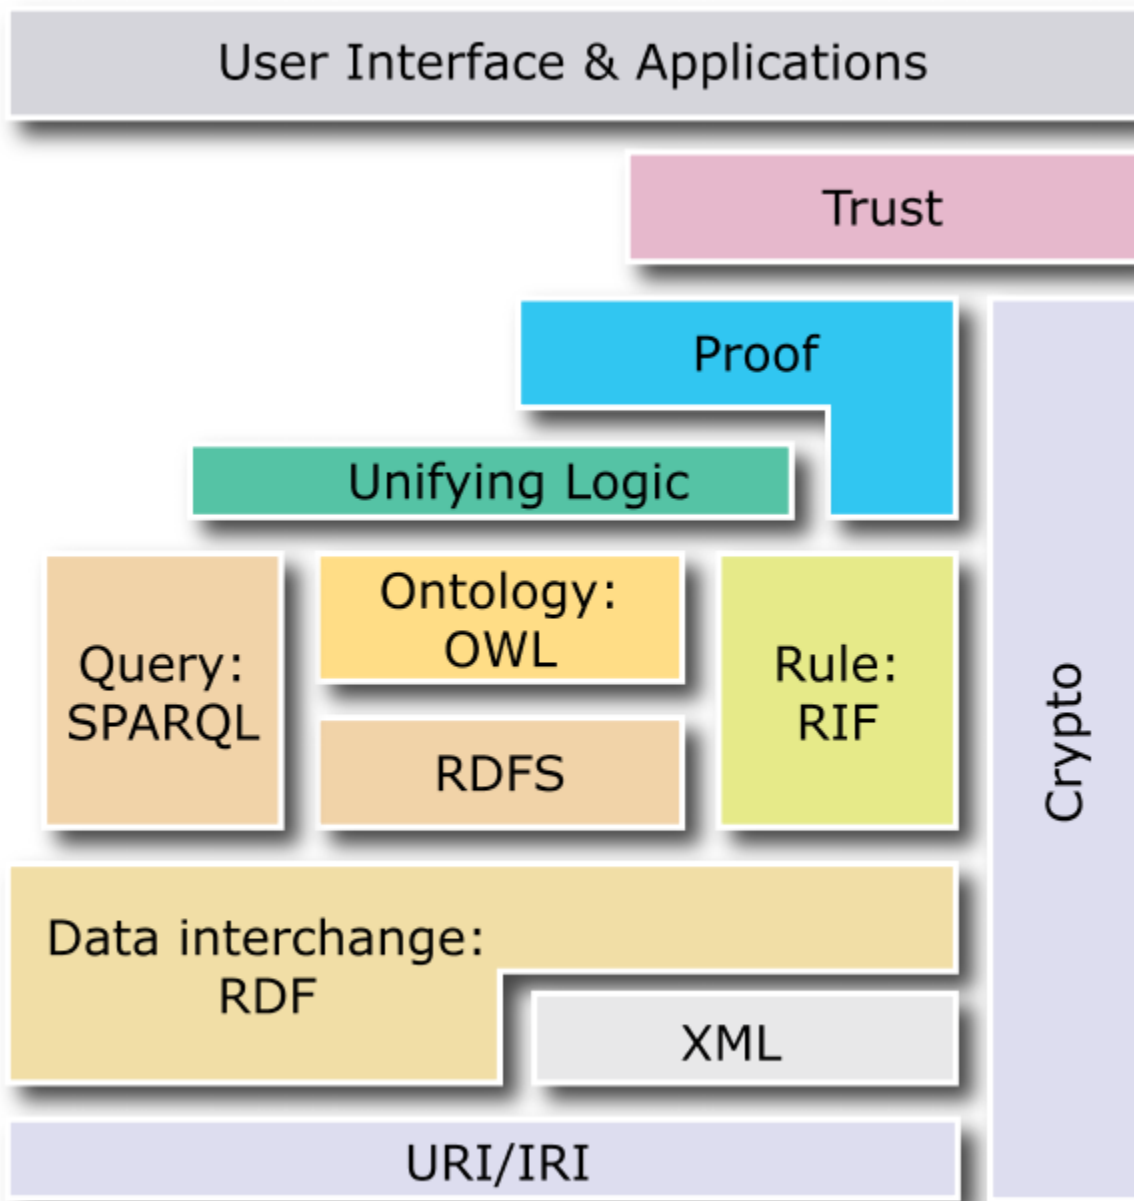 User Interface & Applications
Trust
Proof
Unifying Logic
Query:
SPARQL
Ontology:
OWL
RDFS
Rule:
RIF
Crypto
Data interchange:
RDF
XML
URI/IRI